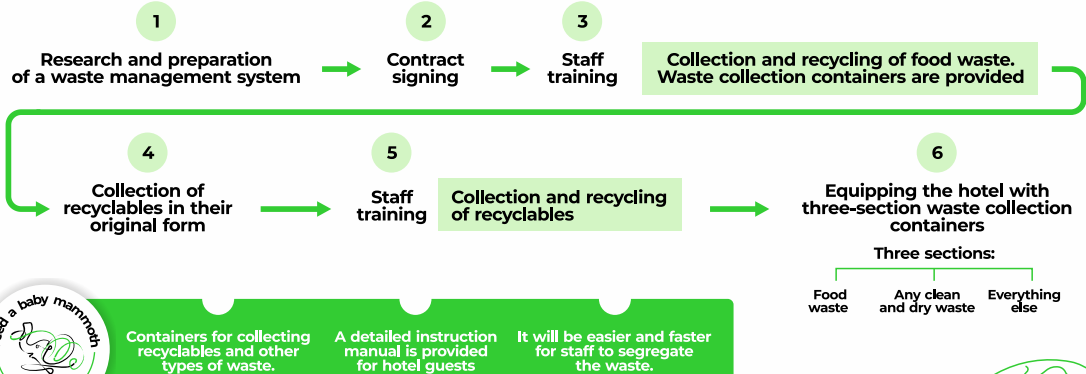 1
Research and preparation
of a waste management system
2
Contract
signing
3
Staff
training
Collection and recycling of food waste.
Waste collection containers are provided
4
Collection of
recyclables in their
original form
5
Staff
training
Collection and recycling
of recyclables
6
Equipping the hotel with
three-section waste collection
containers
Three sections:
Food
waste
Any clean
and dry waste
Everything
else
a baby mammoth
Containers for collecting
recyclables and other
types of waste.
A detailed instruction
manual is provided
for hotel guests
It will be easier and faster
for staff to segregate
the waste.